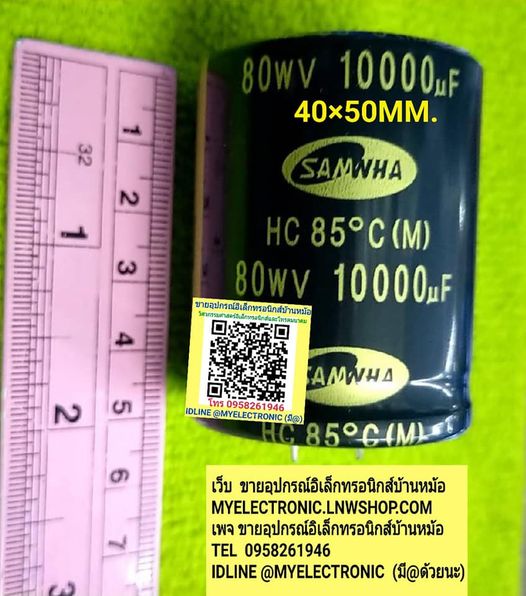 80WV 10000µF
40×50MM.
SAMWHA
HC 85°C(M)
80WV 10000µF
SAMWHA
HC 85°C(M)
ขายอุปกรณ์อิเล็กทรอนิกส์บ้านหม้อ
โทร 0958261946
IDLINE @MYELECTRONIC (มี@)
เว็บ ขายอุปกรณ์อิเล็กทรอนิกส์บ้านหม้อ
MYELECTRONIC.LNWSHOP.COM
เพจ ขายอุปกรณ์อิเล็กทรอนิกส์บ้านหม้อ
TEL 0958261946
IDLINE @MYELECTRONIC (มี@ด้วยนะ)
32
1
2
1
2
3
4
5
6
7